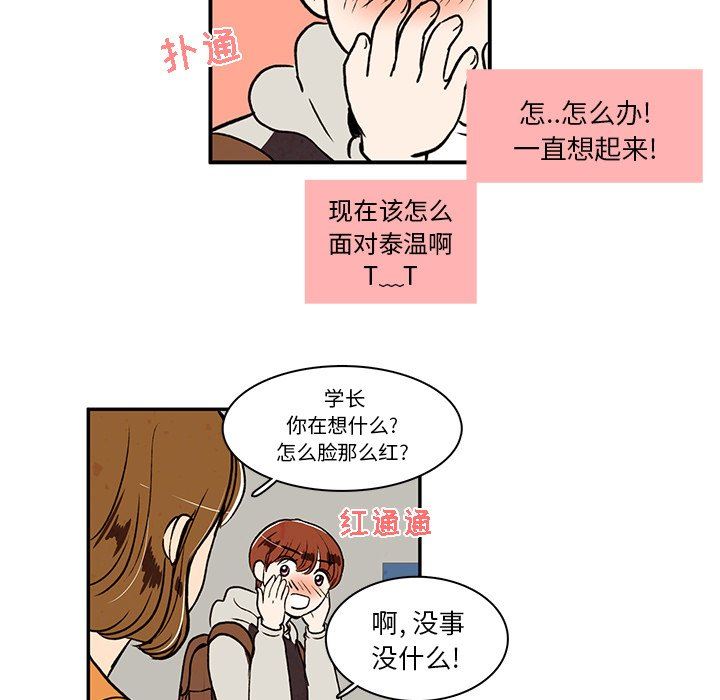 扑通
怎..怎么办!
一直想起来!
现在该怎么
面对泰温啊
T﹏T
学长
你在想什么?
怎么脸那么红?
红通通
啊, 没事
没什么!